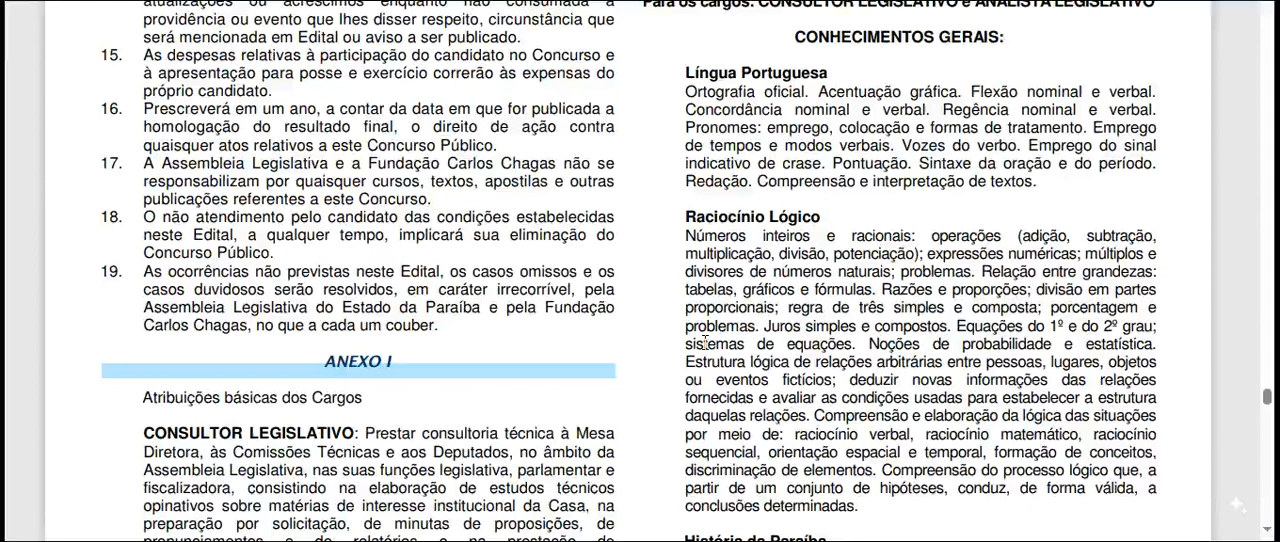 atualizações ou acréscimos enquanto não consumada a
providência ou evento que lhes disser respeito, circunstância que
será mencionada em Edital ou aviso a ser publicado.
15. As despesas relativas à participação do candidato no Concurso e
à apresentação para posse e exercício correrão às expensas do
próprio candidato.
16. Prescreverá em um ano, a contar da data em que for publicada a
homologação do resultado final, o direito de ação contra
quaisquer atos relativos a este Concurso Público.
17. A Assembleia Legislativa e a Fundação Carlos Chagas não se
responsabilizam por quaisquer cursos, textos, apostilas e outras
publicações referentes a este Concurso.
18. O não atendimento pelo candidato das condições estabelecidas
neste Edital, a qualquer tempo, implicará sua eliminação do
Concurso Público.
19. As ocorrências não previstas neste Edital, os casos omissos e os
casos duvidosos serão resolvidos, em caráter irrecorrível, pela
Assembleia Legislativa do Estado da Paraíba e pela Fundação
Carlos Chagas, no que a cada um couber.
ANEXO I
Atribuições básicas dos Cargos
CONSULTOR LEGISLATIVO: Prestar consultoria técnica à Mesa
Diretora, às Comissões Técnicas e aos Deputados, no âmbito da
Assembleia Legislativa, nas suas funções legislativa, parlamentar e
fiscalizadora, consistindo na elaboração de estudos técnicos
opinativos sobre matérias de interesse institucional da Casa, na
preparação por solicitação, de minutas de proposições, de
pronunciamentos e de relatórios e na prestação de
Para os cargos: CONSULTOR LEGISLATIVO e ANALISTA LEGISLATIVO
CONHECIMENTOS GERAIS:
Língua Portuguesa
Ortografia oficial. Acentuação gráfica. Flexão nominal e verbal.
Concordância nominal e verbal. Regência nominal e verbal.
Pronomes: emprego, colocação e formas de tratamento. Emprego
de tempos e modos verbais. Vozes do verbo. Emprego do sinal
indicativo de crase. Pontuação. Sintaxe da oração e do período.
Redação. Compreensão e interpretação de textos.
Raciocínio Lógico
Números inteiros e racionais: operações (adição, subtração,
multiplicação, divisão, potenciação); expressões numéricas; múltiplos e
divisores de números naturais; problemas. Relação entre grandezas:
tabelas, gráficos e fórmulas. Razões e proporções; divisão em partes
proporcionais; regra de três simples e composta; porcentagem e
problemas. Juros simples e compostos. Equações do 1º e do 2º grau;
sistemas de equações. Noções de probabilidade e estatística.
Estrutura lógica de relações arbitrárias entre pessoas, lugares, objetos
ou eventos fictícios; deduzir novas informações das relações
fornecidas e avaliar as condições usadas para estabelecer a estrutura
daquelas relações. Compreensão e elaboração da lógica das situações
por meio de: raciocínio verbal, raciocínio matemático, raciocínio
sequencial, orientação espacial e temporal, formação de conceitos,
discriminação de elementos. Compreensão do processo lógico que, a
partir de um conjunto de hipóteses, conduz, de forma válida, a
conclusões determinadas.
História da Paraíba